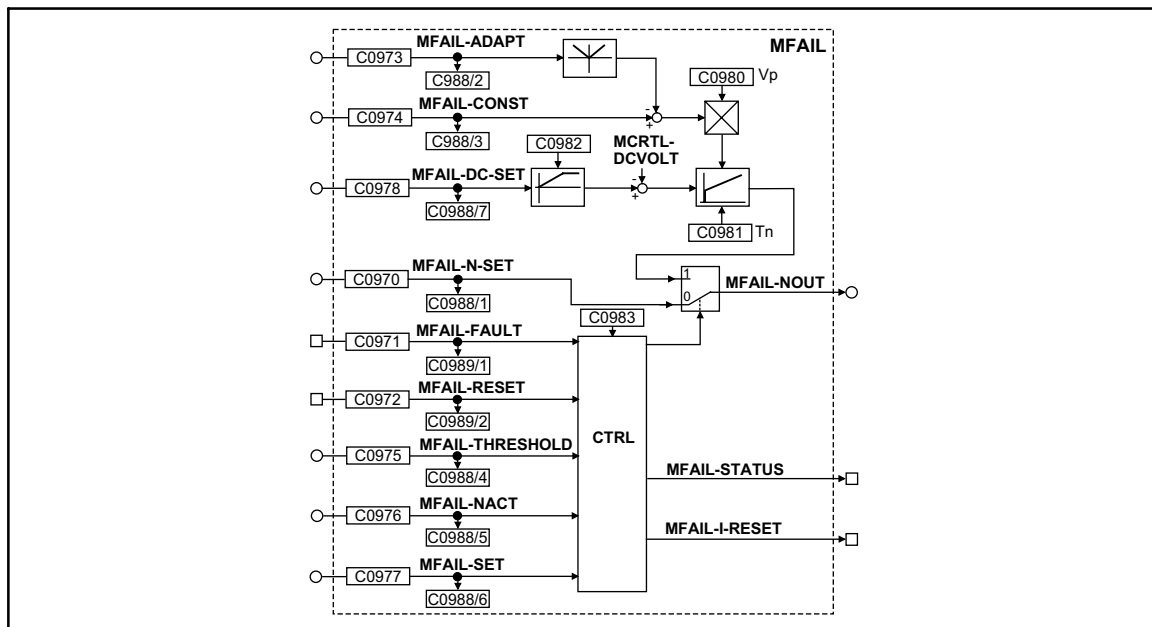 MFAIL
MFAIL-ADAPT
C0973
C988/2
C0980 Vp
MFAIL-CONST
C0974
C988/3
-
+
C0982
MCRTL-
DCVOLT
MFAIL-DC-SET
C0978
C0988/7
-
+
C0981 Tn
MFAIL-N-SET
C0970
C0988/1
1
0
MFAIL-NOUT
C0983
MFAIL-FAULT
C0971
C0989/1
MFAIL-RESET
C0972
C0989/2
CTRL
MFAIL-THRESHOLD
C0975
C0988/4
MFAIL-STATUS
MFAIL-NACT
C0976
C0988/5
MFAIL-I-RESET
MFAIL-SET
C0977
C0988/6